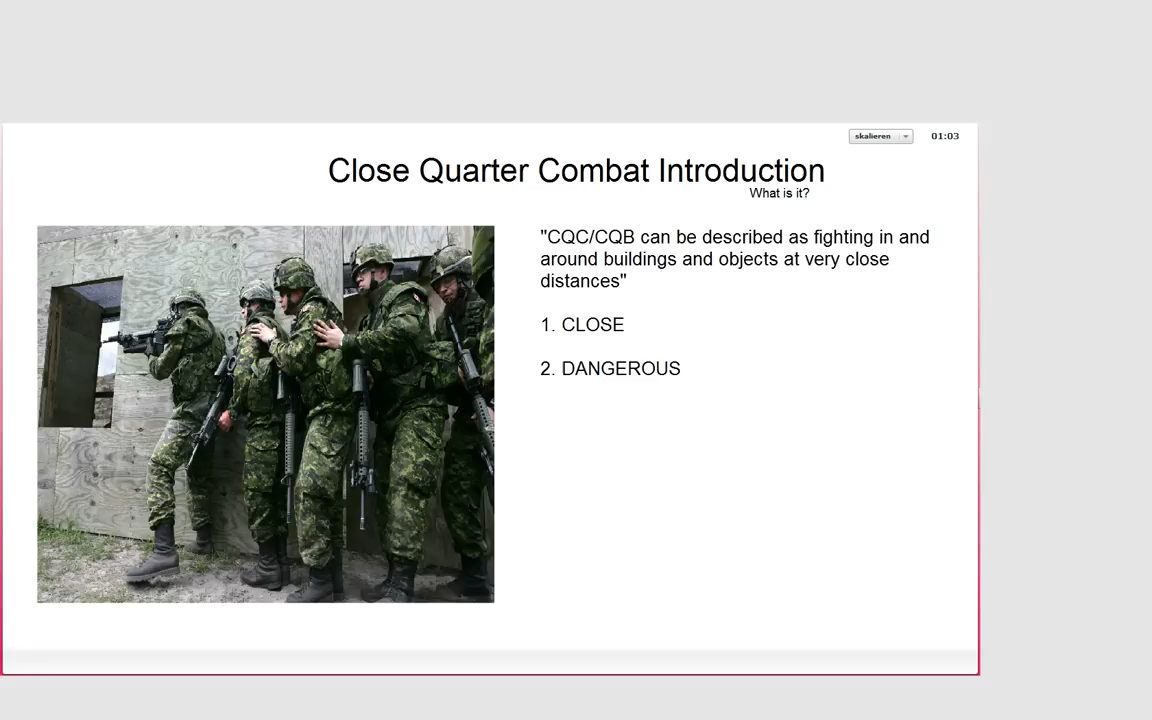 skalieren
01:03
Close Quarter Combat Introduction
What is it?
"CQC/CQB can be described as fighting in and
around buildings and objects at very close
distances"
1. CLOSE
2. DANGEROUS